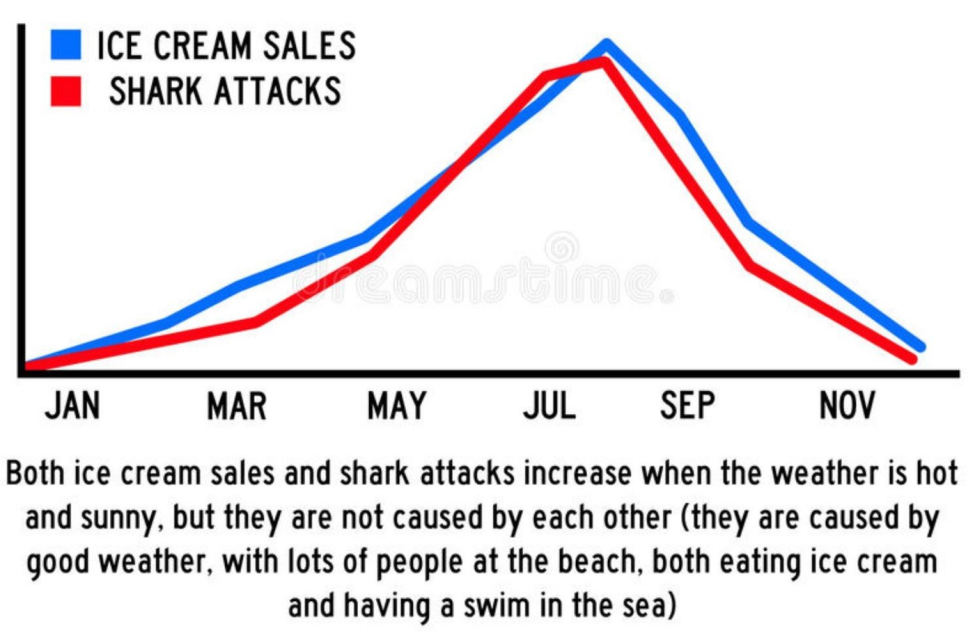 ICE CREAM SALES
SHARK ATTACKS
dreamstime.
JAN MAR MAY JUL SEP NOV
Both ice cream sales and shark attacks increase when the weather is hot
and sunny, but they are not caused by each other (they are caused by
good weather, with lots of people at the beach, both eating ice cream
and having a swim in the sea)